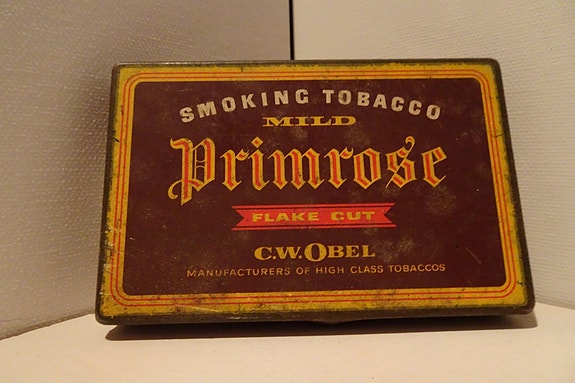 SMOKING TOBACCO
MILD
Primrose
FLAKE CUT
C.W. OBEL
MANUFACTURERS OF HIGH CLASS TOBACCOS